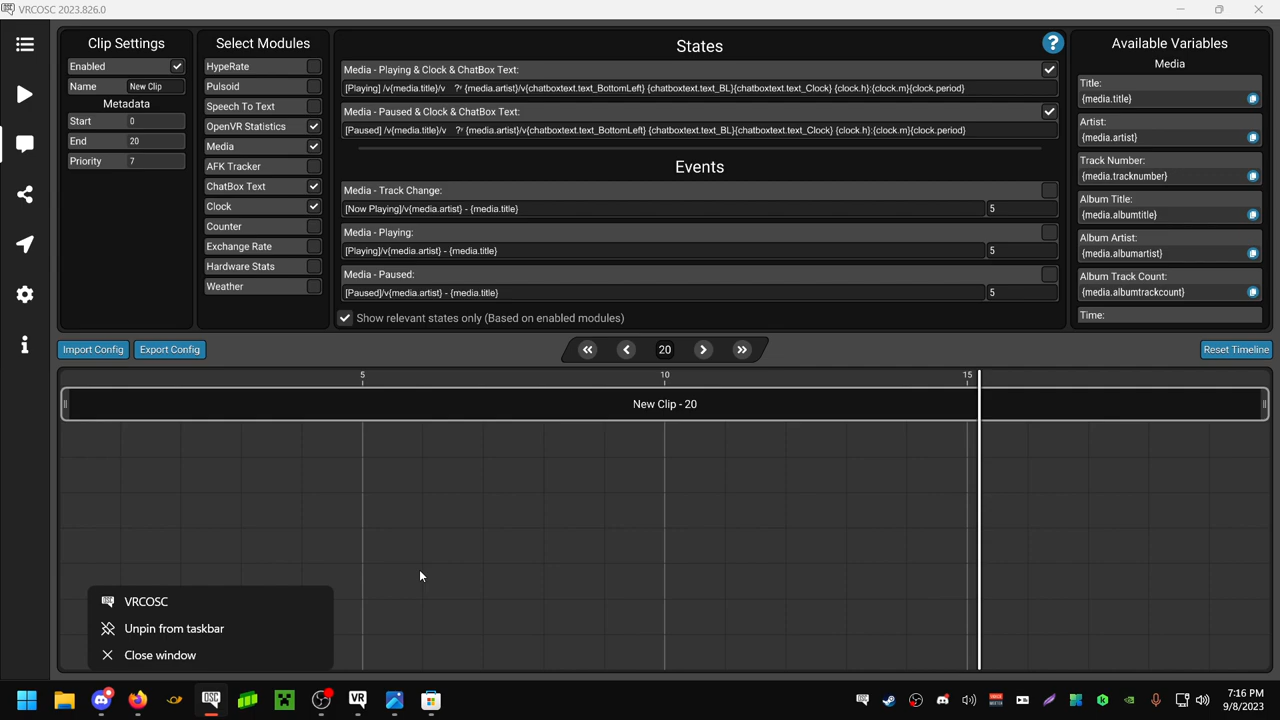 VRCOSC 2023.826.0
Clip Settings
Enabled
Name New Clip
Metadata
Start 0
End 20
Priority 7
Select Modules
HypeRate
Pulsoid
Speech To Text
OpenVR Statistics
Media
AFK Tracker
ChatBox Text
Clock
Counter
Exchange Rate
Hardware Stats
Weather
States
?
Media - Playing & Clock & ChatBox Text:
[Playing] /v{media.title}/v {media.artist}/v{chatboxtext.text_BottomLeft} {chatboxtext.text_BL}{chatboxtext.text_Clock} {clock.h}:{clock.m}{clock.period}
Media - Paused & Clock & ChatBox Text:
[Paused] /v{media.title}/v {media.artist}/v{chatboxtext.text_BottomLeft} {chatboxtext.text_BL}{chatboxtext.text_Clock} {clock.h}:{clock.m}{clock.period}
Events
Media - Track Change:
[Now Playing]/v{media.artist} - {media.title} 5
Media - Playing:
[Playing]/v{media.artist} - {media.title} 5
Media - Paused:
[Paused]/v{media.artist} - {media.title} 5
Show relevant states only (Based on enabled modules)
Available Variables
Media
Title:
{media.title}
Artist:
{media.artist}
Track Number:
{media.tracknumber}
Album Title:
{media.albumtitle}
Album Artist:
{media.albumartist}
Album Track Count:
{media.albumtrackcount}
Time:
Import Config Export Config 20 Reset Timeline
5 10 15
New Clip - 20
VRCOSC
Unpin from taskbar
Close window
OSC VR
7:16 PM
9/8/2023